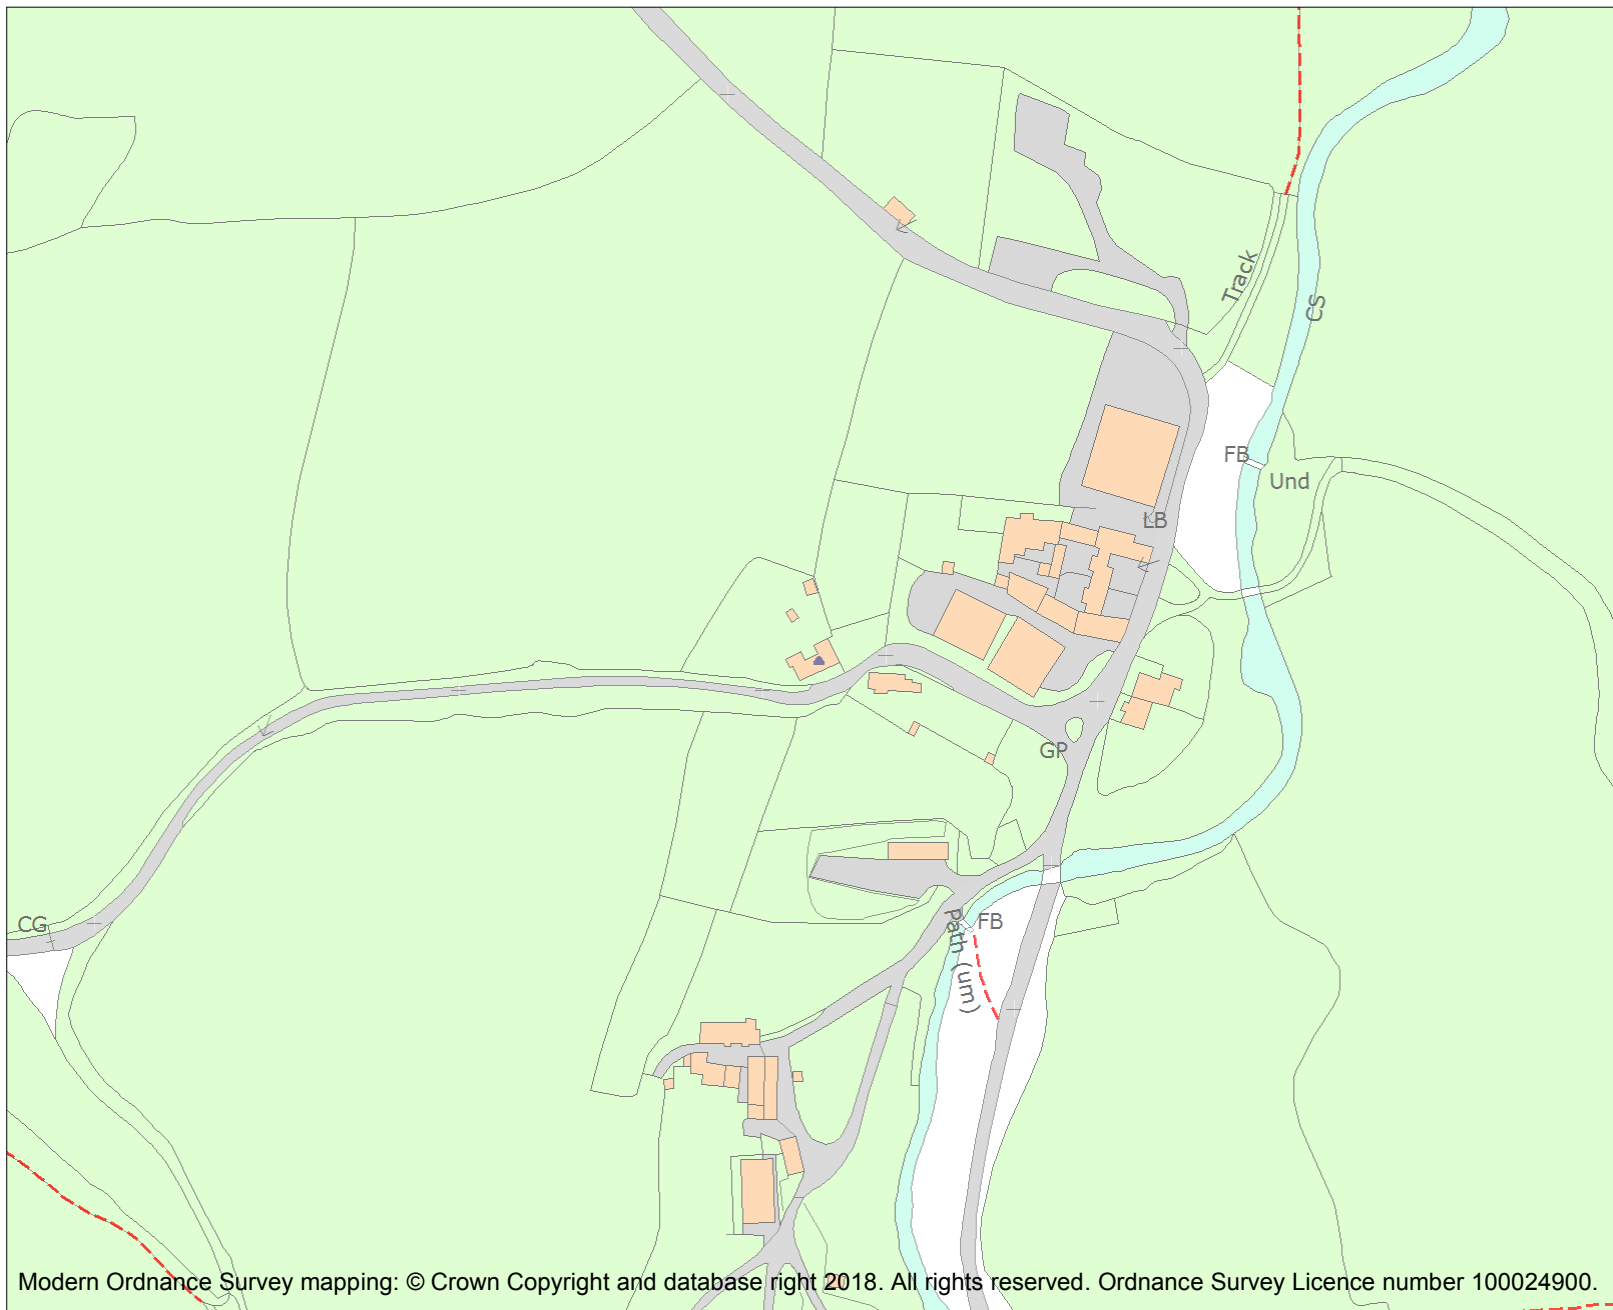 Track
CS
FB
Und
LB
GP
CG
FB
Path (um)
Modern Ordnance Survey mapping: © Crown Copyright and database right 2018. All rights reserved. Ordnance Survey Licence number 100024900.